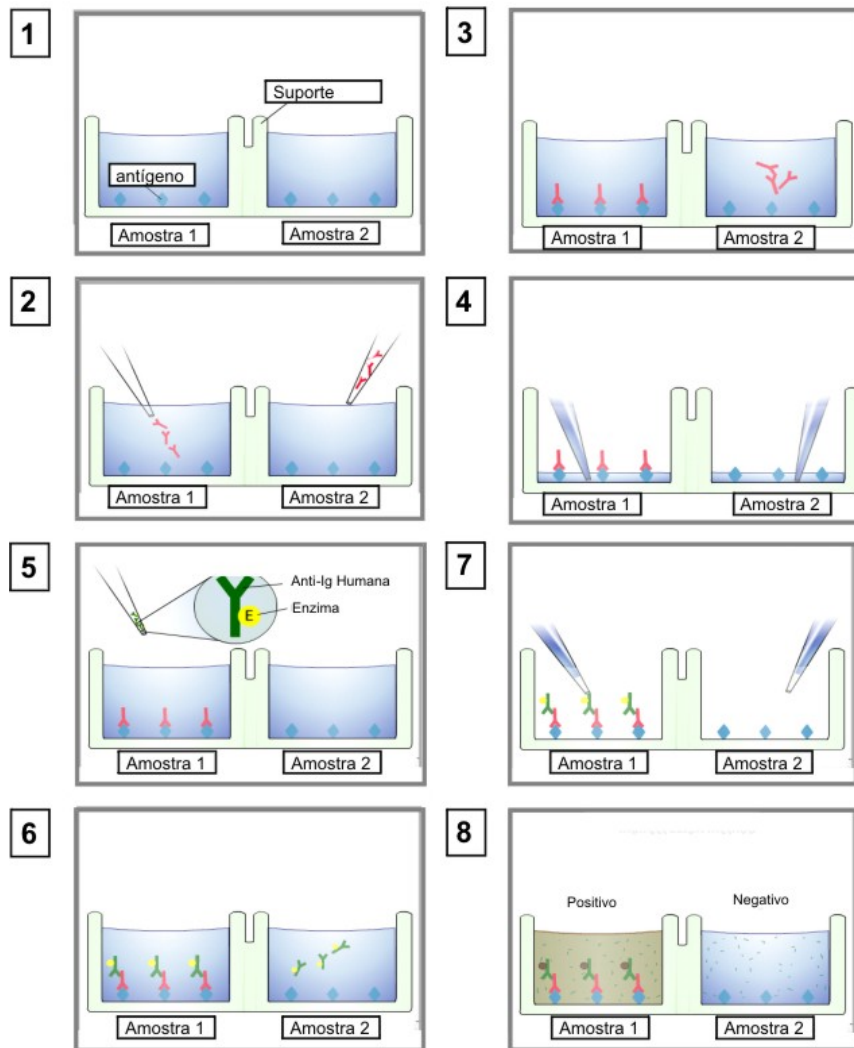 1
Suporte
antígeno
Amostra 1
Amostra 2
2
Amostra 1
Amostra 2
3
Amostra 1
Amostra 2
4
Amostra 1
Amostra 2
5
Anti-Ig Humana
E
Enzima
Amostra 1
Amostra 2
6
Amostra 1
Amostra 2
7
Amostra 1
Amostra 2
8
Positivo
Negativo
Amostra 1
Amostra 2